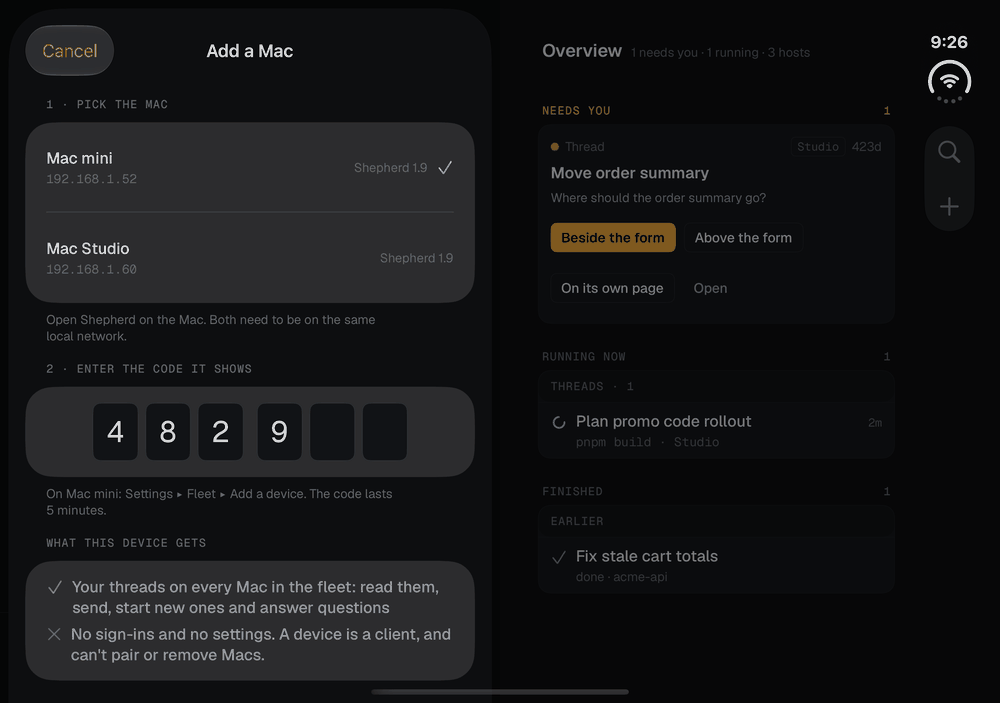 Cancel
Add a Mac
1 · PICK THE MAC
Mac mini
192.168.1.52
Shepherd 1.9
Mac Studio
192.168.1.60
Shepherd 1.9
Open Shepherd on the Mac. Both need to be on the same
local network.
2 · ENTER THE CODE IT SHOWS
4 8 2 9
On Mac mini: Settings ▸ Fleet ▸ Add a device. The code lasts
5 minutes.
WHAT THIS DEVICE GETS
Your threads on every Mac in the fleet: read them,
send, start new ones and answer questions
No sign-ins and no settings. A device is a client, and
can't pair or remove Macs.
Overview 1 needs you · 1 running · 3 hosts
NEEDS YOU 1
Thread Studio 423d
Move order summary
Where should the order summary go?
Beside the form Above the form
On its own page Open
RUNNING NOW 1
THREADS · 1
Plan promo code rollout 2m
pnpm build · Studio
FINISHED 1
EARLIER
Fix stale cart totals
done · acme-api
9:26